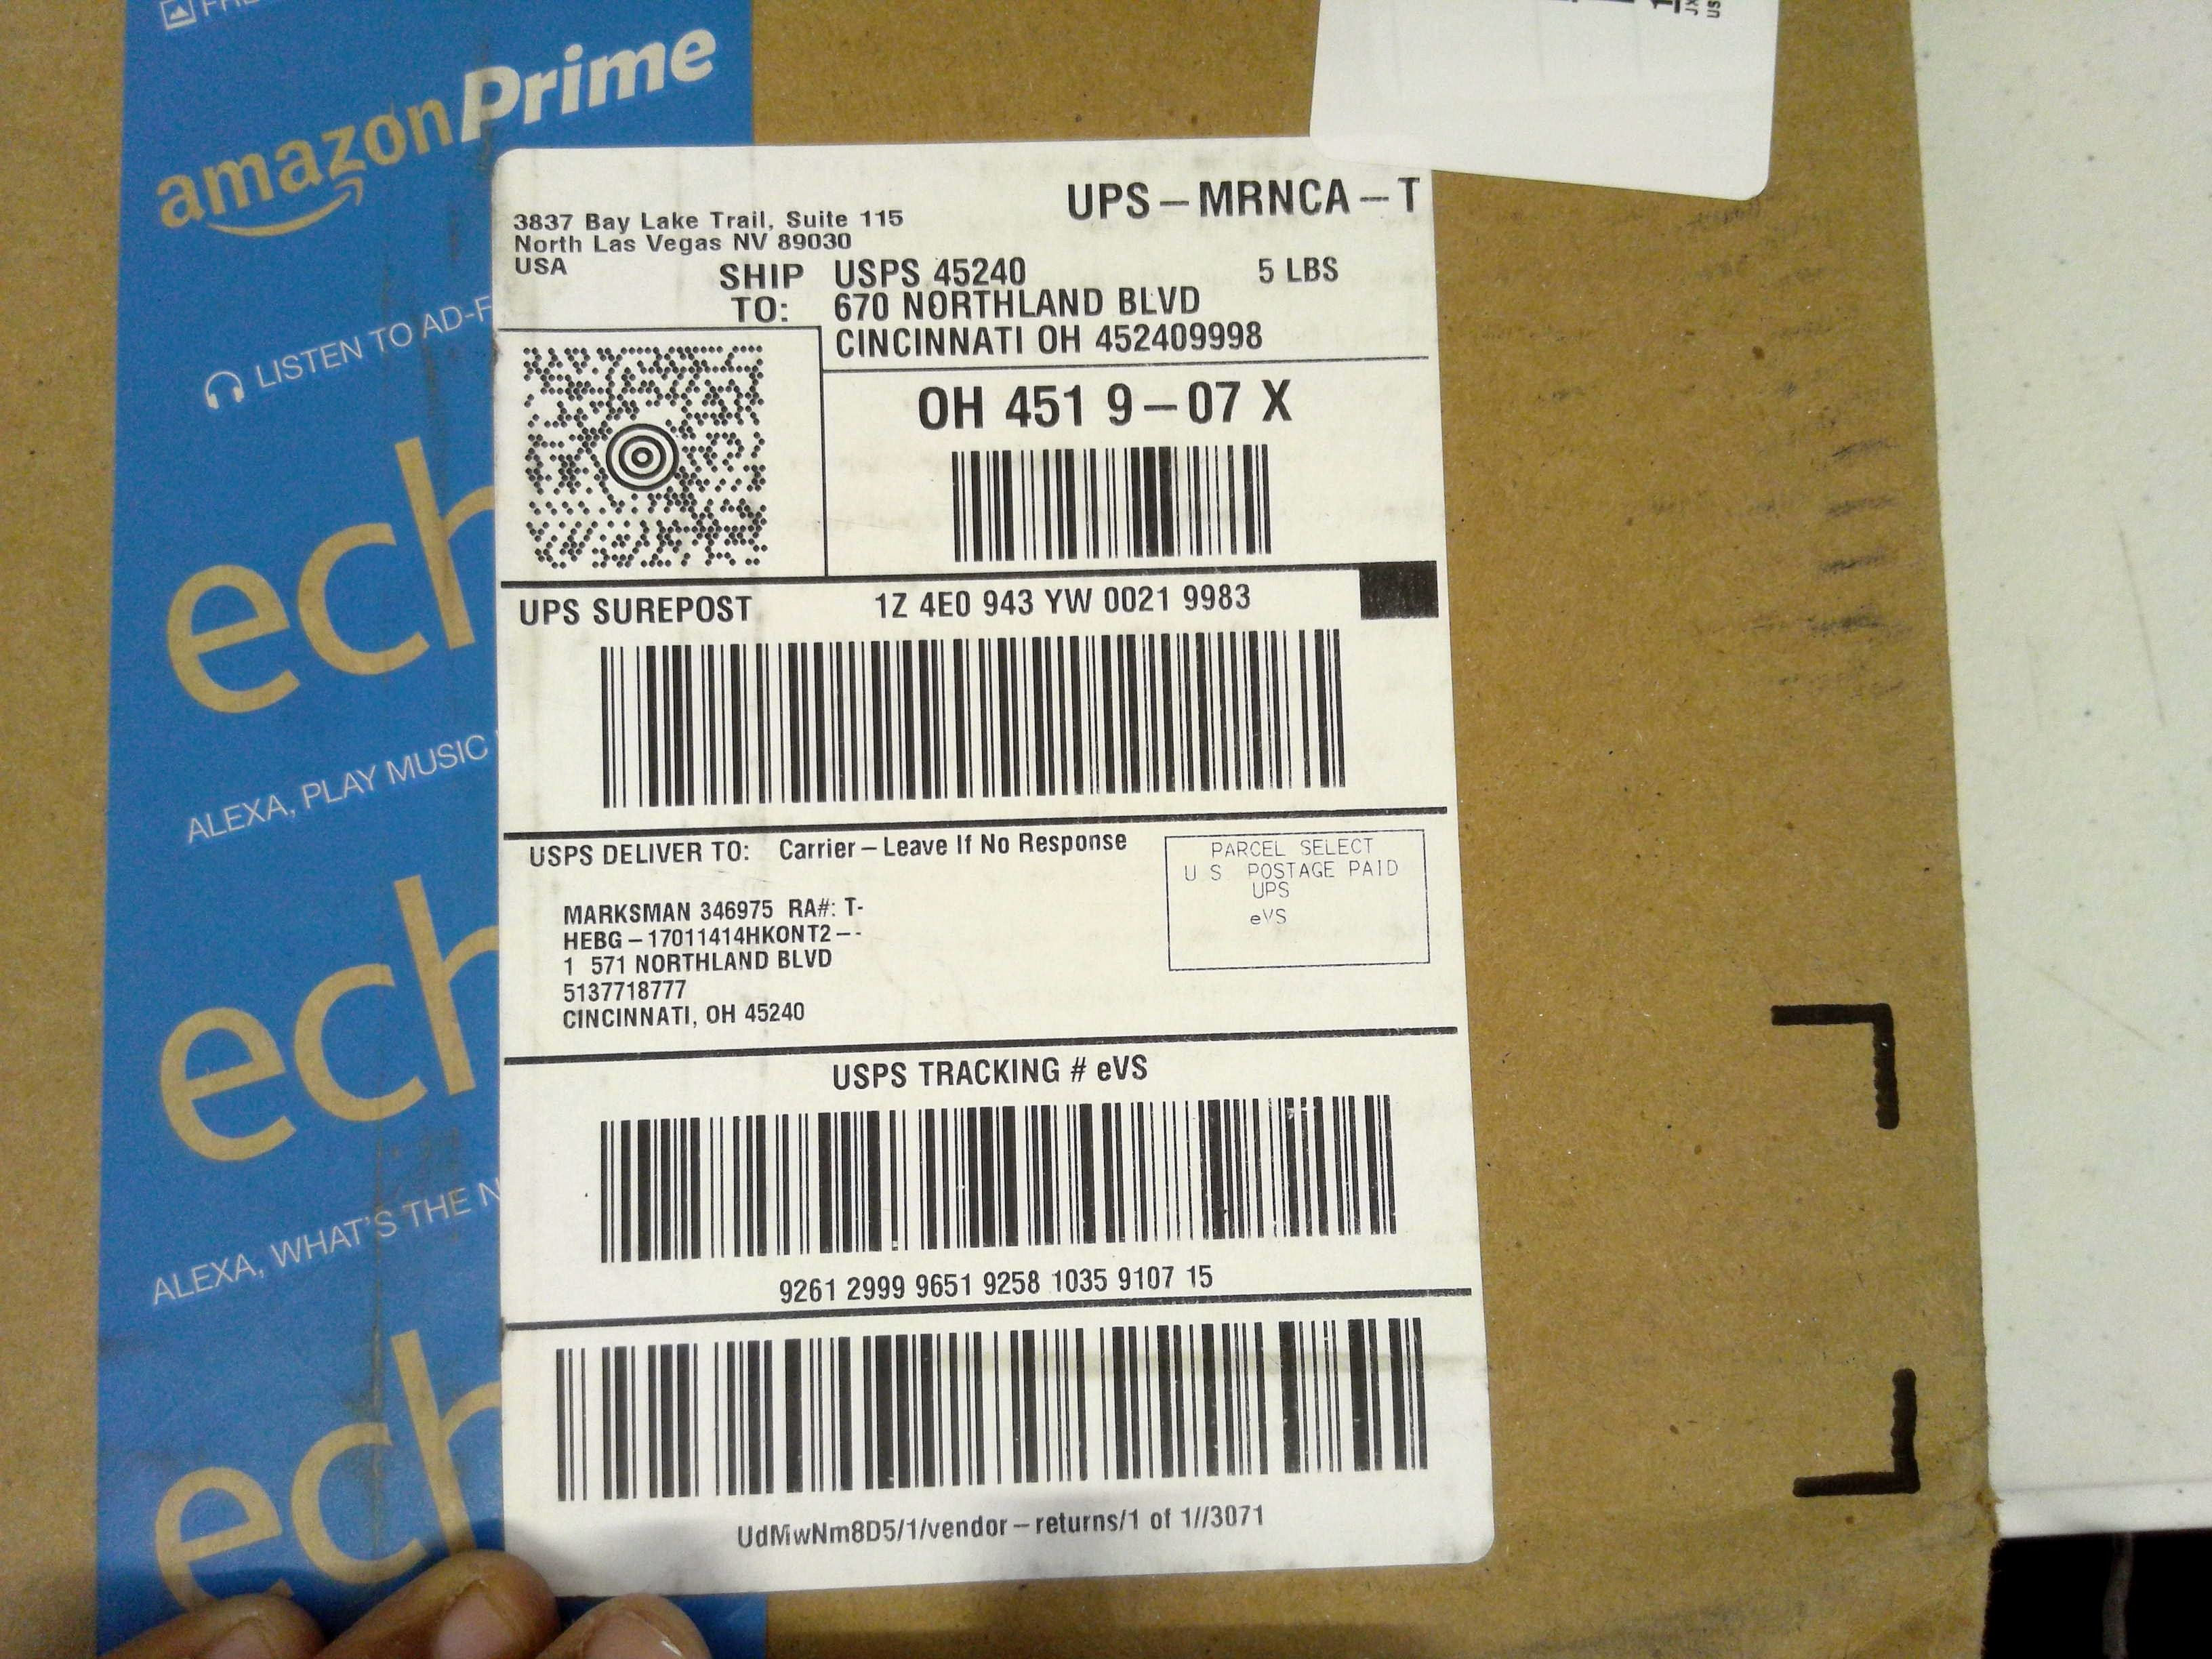 amazonPrime
LISTEN TO AD-F
ech
ALEXA, PLAY MUSIC
ech
ALEXA, WHAT'S THE N
ech
UPS-MRNCA-T
3837 Bay Lake Trail, Suite 115
North Las Vegas NV 89030
USA
SHIP TO: USPS 45240 5 LBS
670 NORTHLAND BLVD
CINCINNATI OH 452409998
OH 451 9-07 X
UPS SUREPOST 1Z 4E0 943 YW 0021 9983
USPS DELIVER TO: Carrier-Leave If No Response
PARCEL SELECT
U S POSTAGE PAID
UPS
eVS
MARKSMAN 346975 RA#: T-
HEBG-17011414HKONT2--
1 571 NORTHLAND BLVD
5137718777
CINCINNATI, OH 45240
USPS TRACKING # eVS
9261 2999 9651 9258 1035 9107 15
UdMwNm8D5/1/vendor-returns/1 of 1//3071